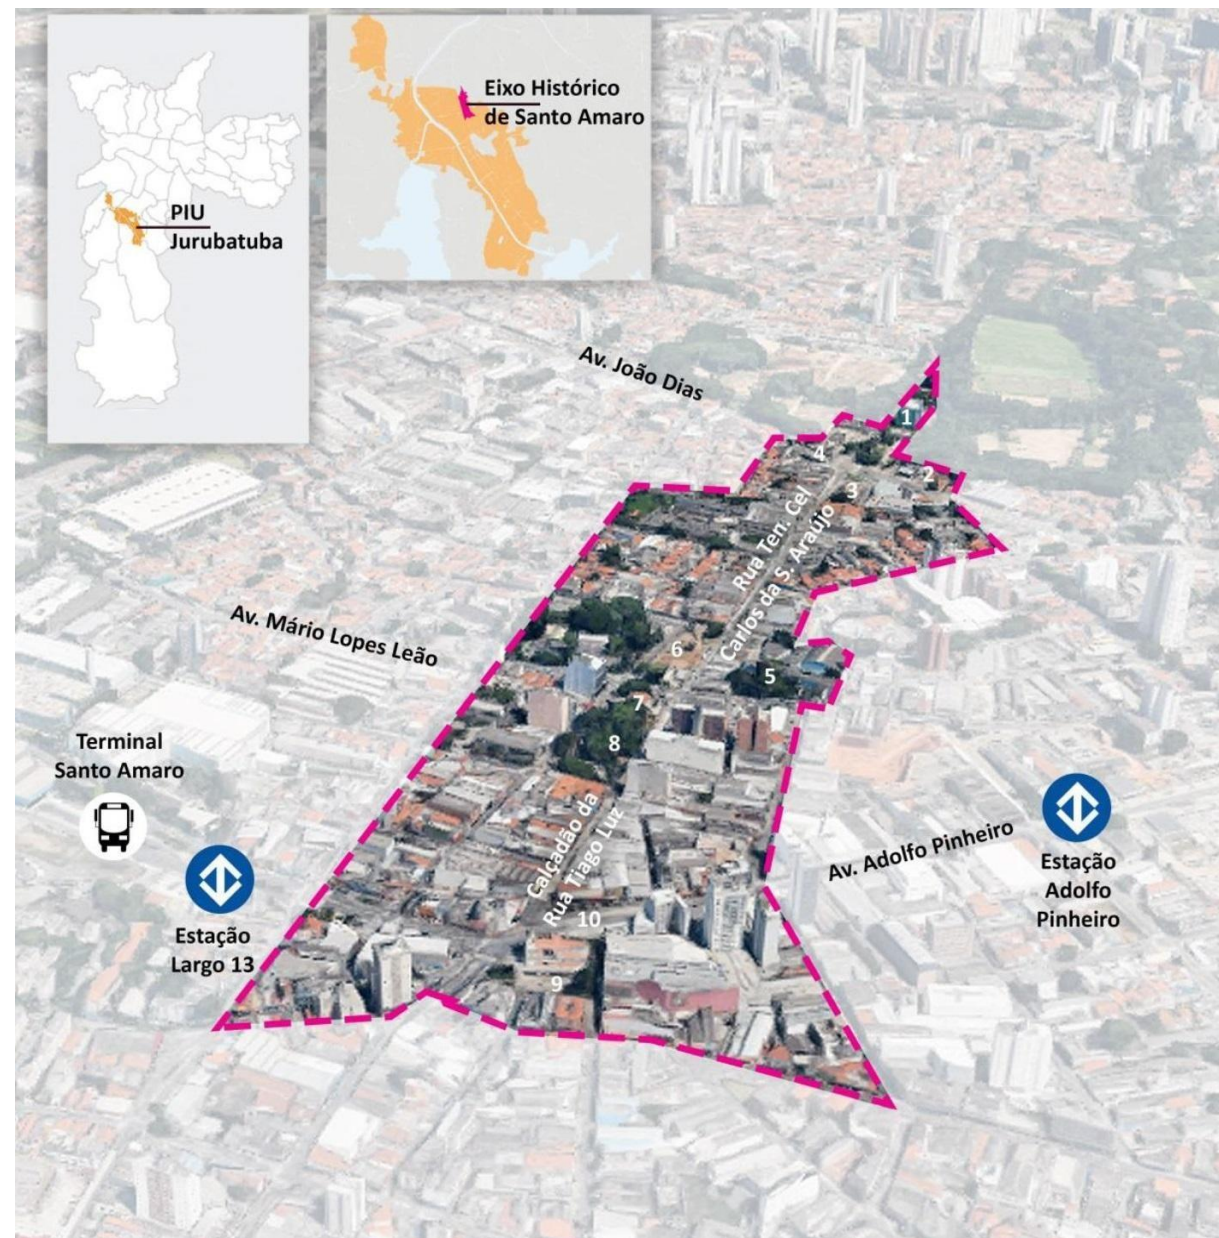 Eixo Histórico
de Santo Amaro
PIU
Jurubatuba
Av. João Dias
1
4
2
3
Rua Ten. Cel
Carlos da S. Araújo
Av. Mário Lopes Leão
6
5
7
8
Terminal
Santo Amaro
Calçadão da
Rua Tiago Luz
Av. Adolfo Pinheiro
Estação
Adolfo
Pinheiro
10
Estação
Largo 13
9